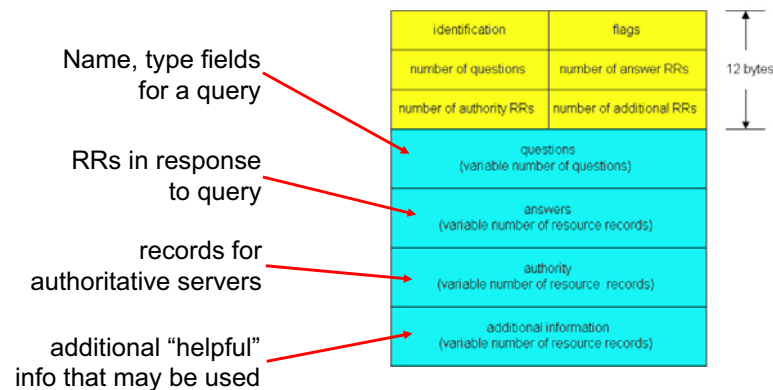 identification
flags
Name, type fields
for a query
number of questions
number of answer RRs
12 bytes
number of authority RRs
number of additional RRs
questions
(variable number of questions)
RRs in response
to query
answers
(variable number of resource records)
records for
authoritative servers
authority
(variable number of resource records)
additional “helpful”
info that may be used
additional information
(variable number of resource records)